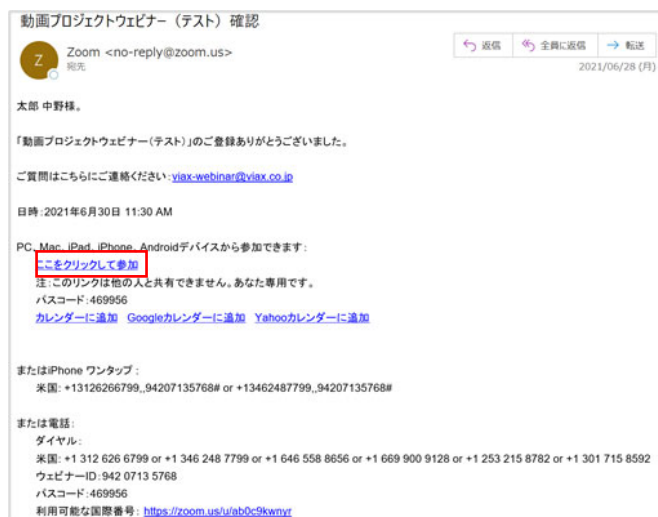 動画プロジェクトウェビナー（テスト）確認
Z
Zoom <no-reply@zoom.us>
宛先
返信 全員に返信 転送
2021/06/28 (月)
太郎 中野様。
「動画プロジェクトウェビナー（テスト）」のご登録ありがとうございました。
ご質問はこちらにご連絡ください：viax-webinar@viax.co.jp
日時：2021年6月30日 11:30 AM
PC、Mac、iPad、iPhone、Androidデバイスから参加できます：
ここをクリックして参加
注：このリンクは他の人と共有できません。あなた専用です。
パスコード：469956
カレンダーに追加 Googleカレンダーに追加 Yahooカレンダーに追加
またはiPhone ワンタップ：
米国: +13126266799,,94207135768# or +13462487799,,94207135768#
または電話：
ダイヤル：
米国: +1 312 626 6799 or +1 346 248 7799 or +1 646 558 8656 or +1 669 900 9128 or +1 253 215 8782 or +1 301 715 8592
ウェビナーID：942 0713 5768
パスコード：469956
利用可能な国際番号： https://zoom.us/u/ab0c9kwnyr